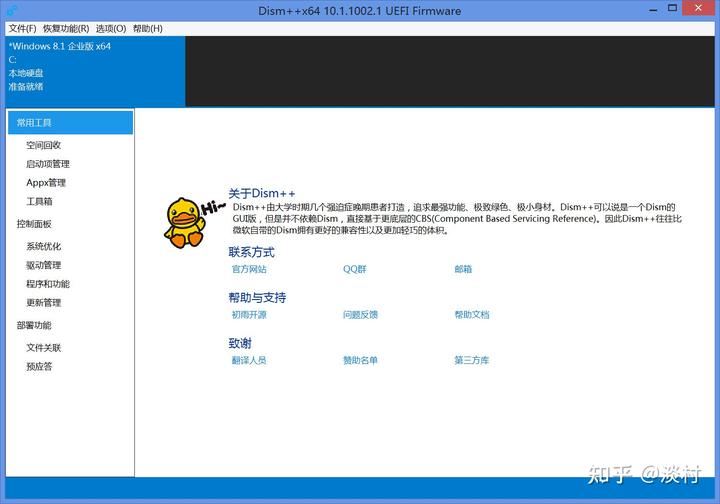 Dism++x64 10.1.1002.1 UEFI Firmware
文件(F) 恢复功能(R) 选项(O) 帮助(H)
*Windows 8.1 企业版 x64
C:
本地硬盘
准备就绪
常用工具
空间回收
启动项管理
Appx管理
工具箱
控制面板
系统优化
驱动管理
程序和功能
更新管理
部署功能
文件关联
预应答
Hi~
关于Dism++
Dism++由大学时期几个强迫症晚期患者打造，追求最强功能、极致绿色、极小身材。Dism++可以说是一个Dism的
GUI版，但是并不依赖Dism，直接基于更底层的CBS(Component Based Servicing Reference)。因此Dism++往往比
微软自带的Dism拥有更好的兼容性以及更加轻巧的体积。
联系方式
官方网站 QQ群 邮箱
帮助与支持
初雨开源 问题反馈 帮助文档
致谢
翻译人员 赞助名单 第三方库
知乎 @淡村